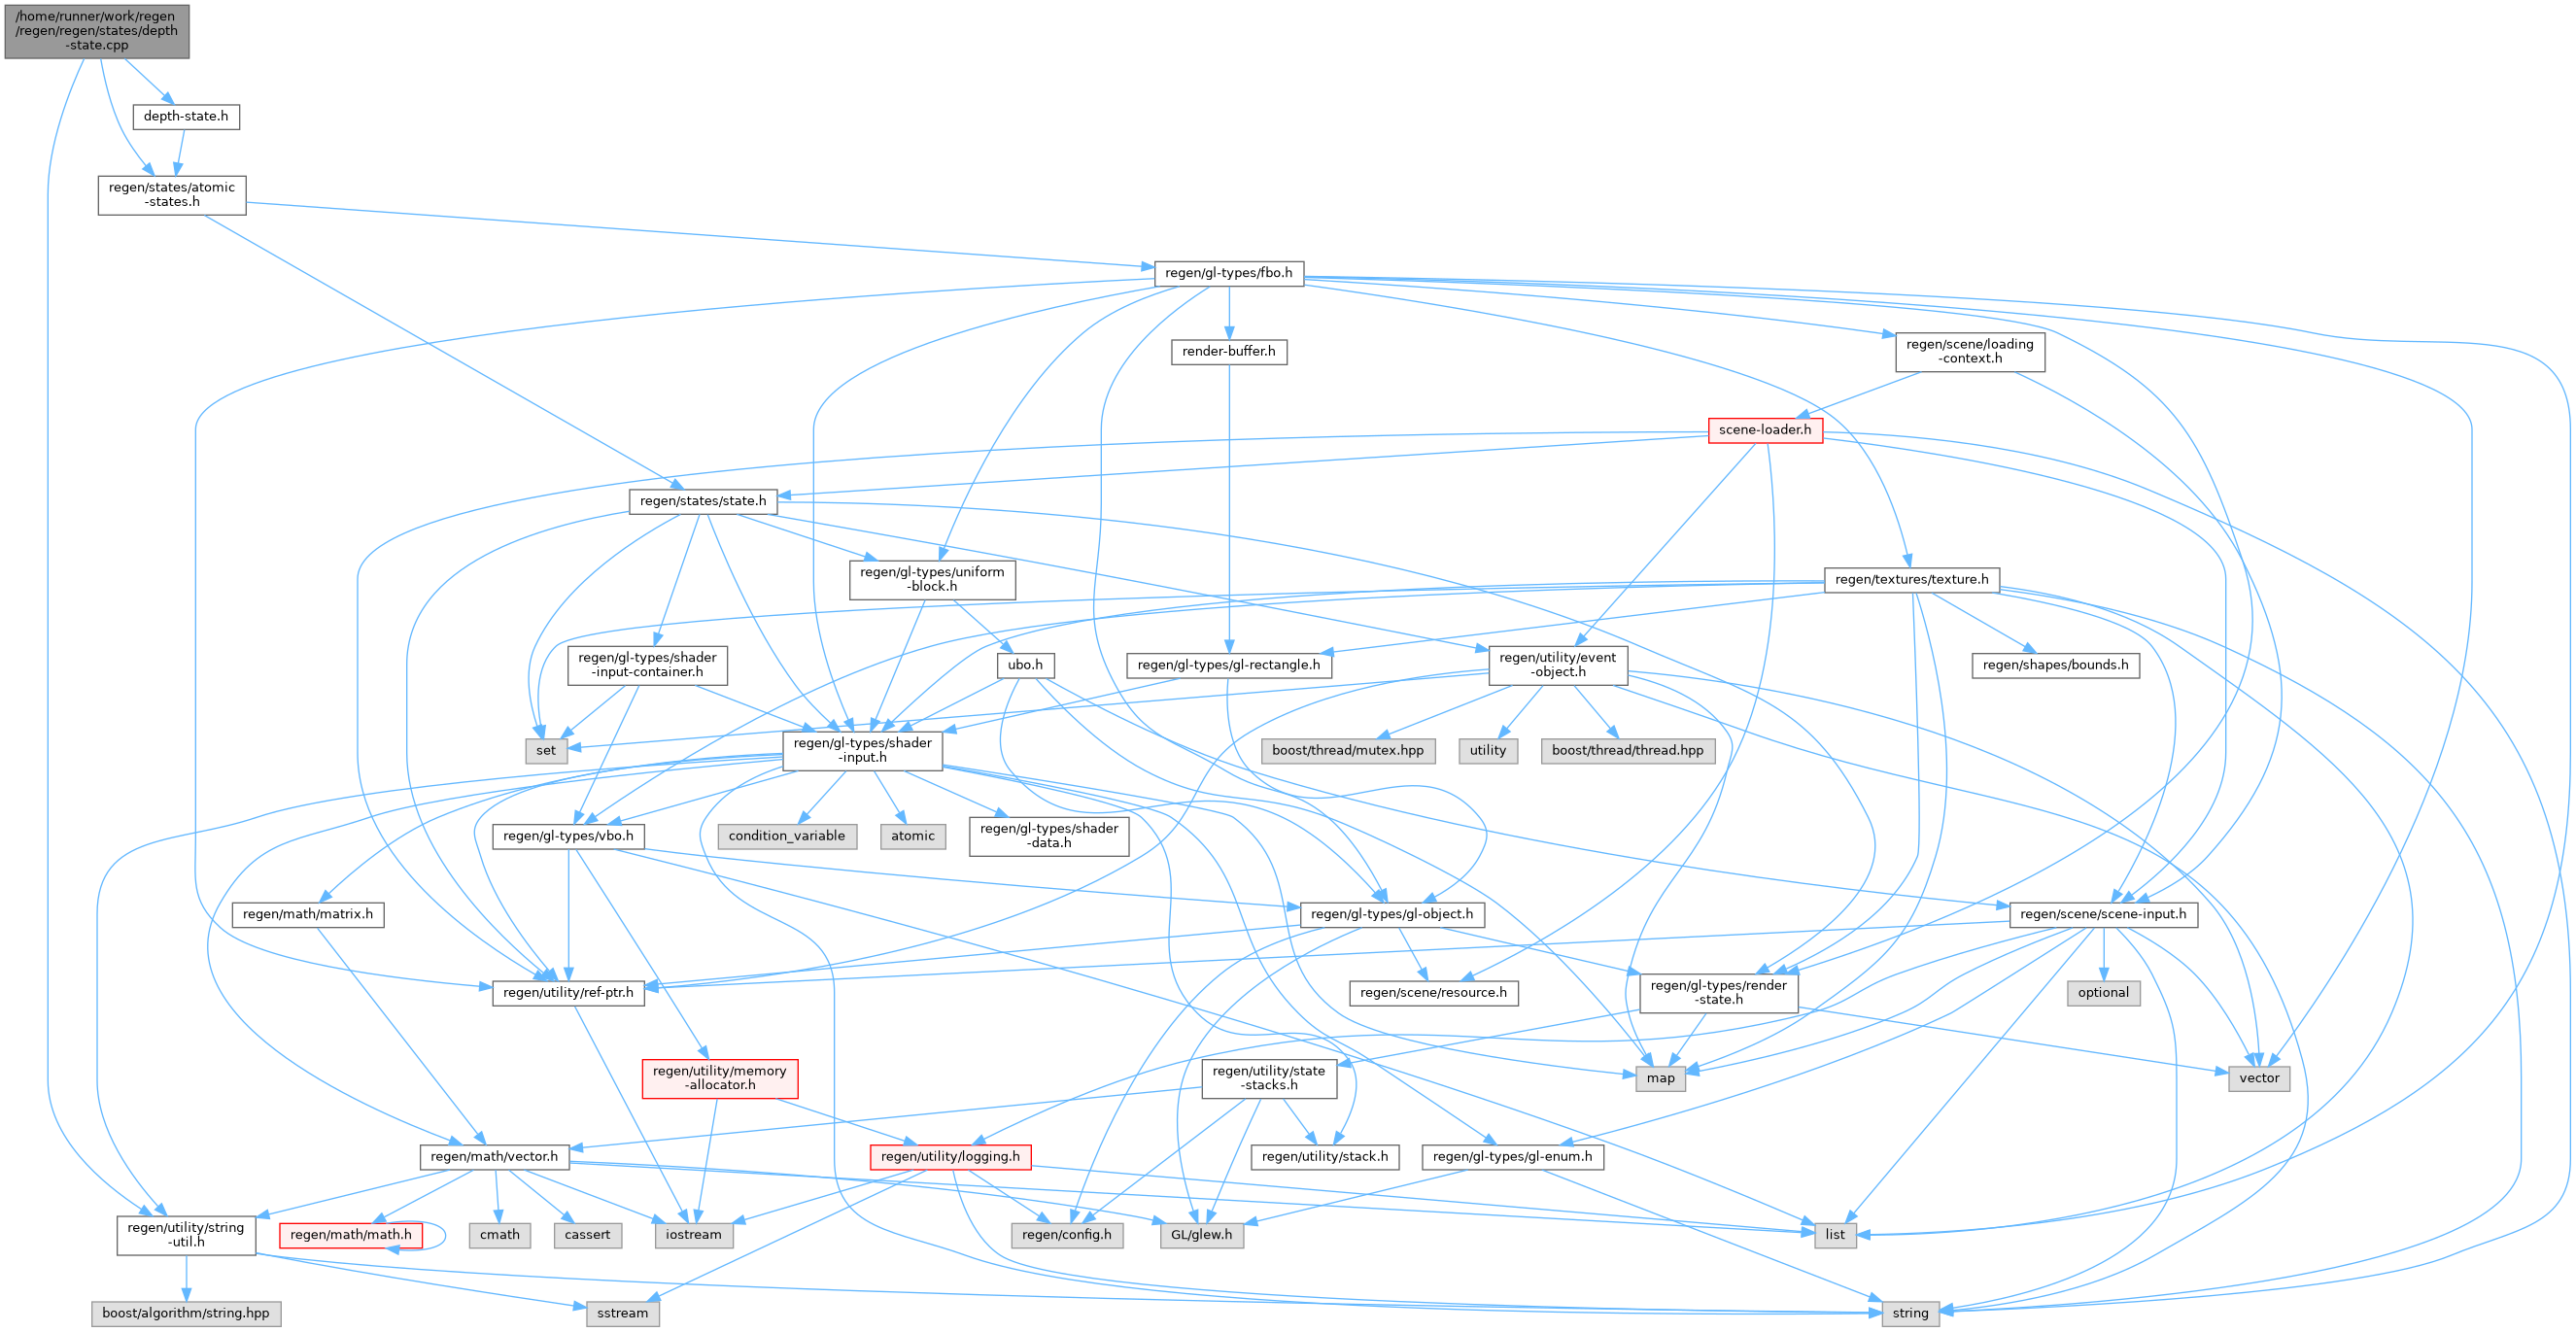 /home/runner/work/regen
/regen/regen/states/depth
-state.cpp
depth-state.h
regen/states/atomic
-states.h
regen/gl-types/fbo.h
render-buffer.h
regen/scene/loading
-context.h
scene-loader.h
regen/states/state.h
regen/gl-types/uniform
-block.h
regen/textures/texture.h
regen/gl-types/shader
-input-container.h
ubo.h
regen/gl-types/gl-rectangle.h
regen/utility/event
-object.h
regen/shapes/bounds.h
set
regen/gl-types/shader
-input.h
boost/thread/mutex.hpp
utility
boost/thread/thread.hpp
regen/gl-types/vbo.h
condition_variable
atomic
regen/gl-types/shader
-data.h
regen/math/matrix.h
regen/gl-types/gl-object.h
regen/scene/scene-input.h
regen/utility/ref-ptr.h
regen/scene/resource.h
regen/gl-types/render
-state.h
optional
regen/utility/memory
-allocator.h
regen/utility/state
-stacks.h
map
vector
regen/math/vector.h
regen/utility/logging.h
regen/utility/stack.h
regen/gl-types/gl-enum.h
regen/utility/string
-util.h
regen/math/math.h
cmath
cassert
iostream
regen/config.h
GL/glew.h
list
boost/algorithm/string.hpp
sstream
string